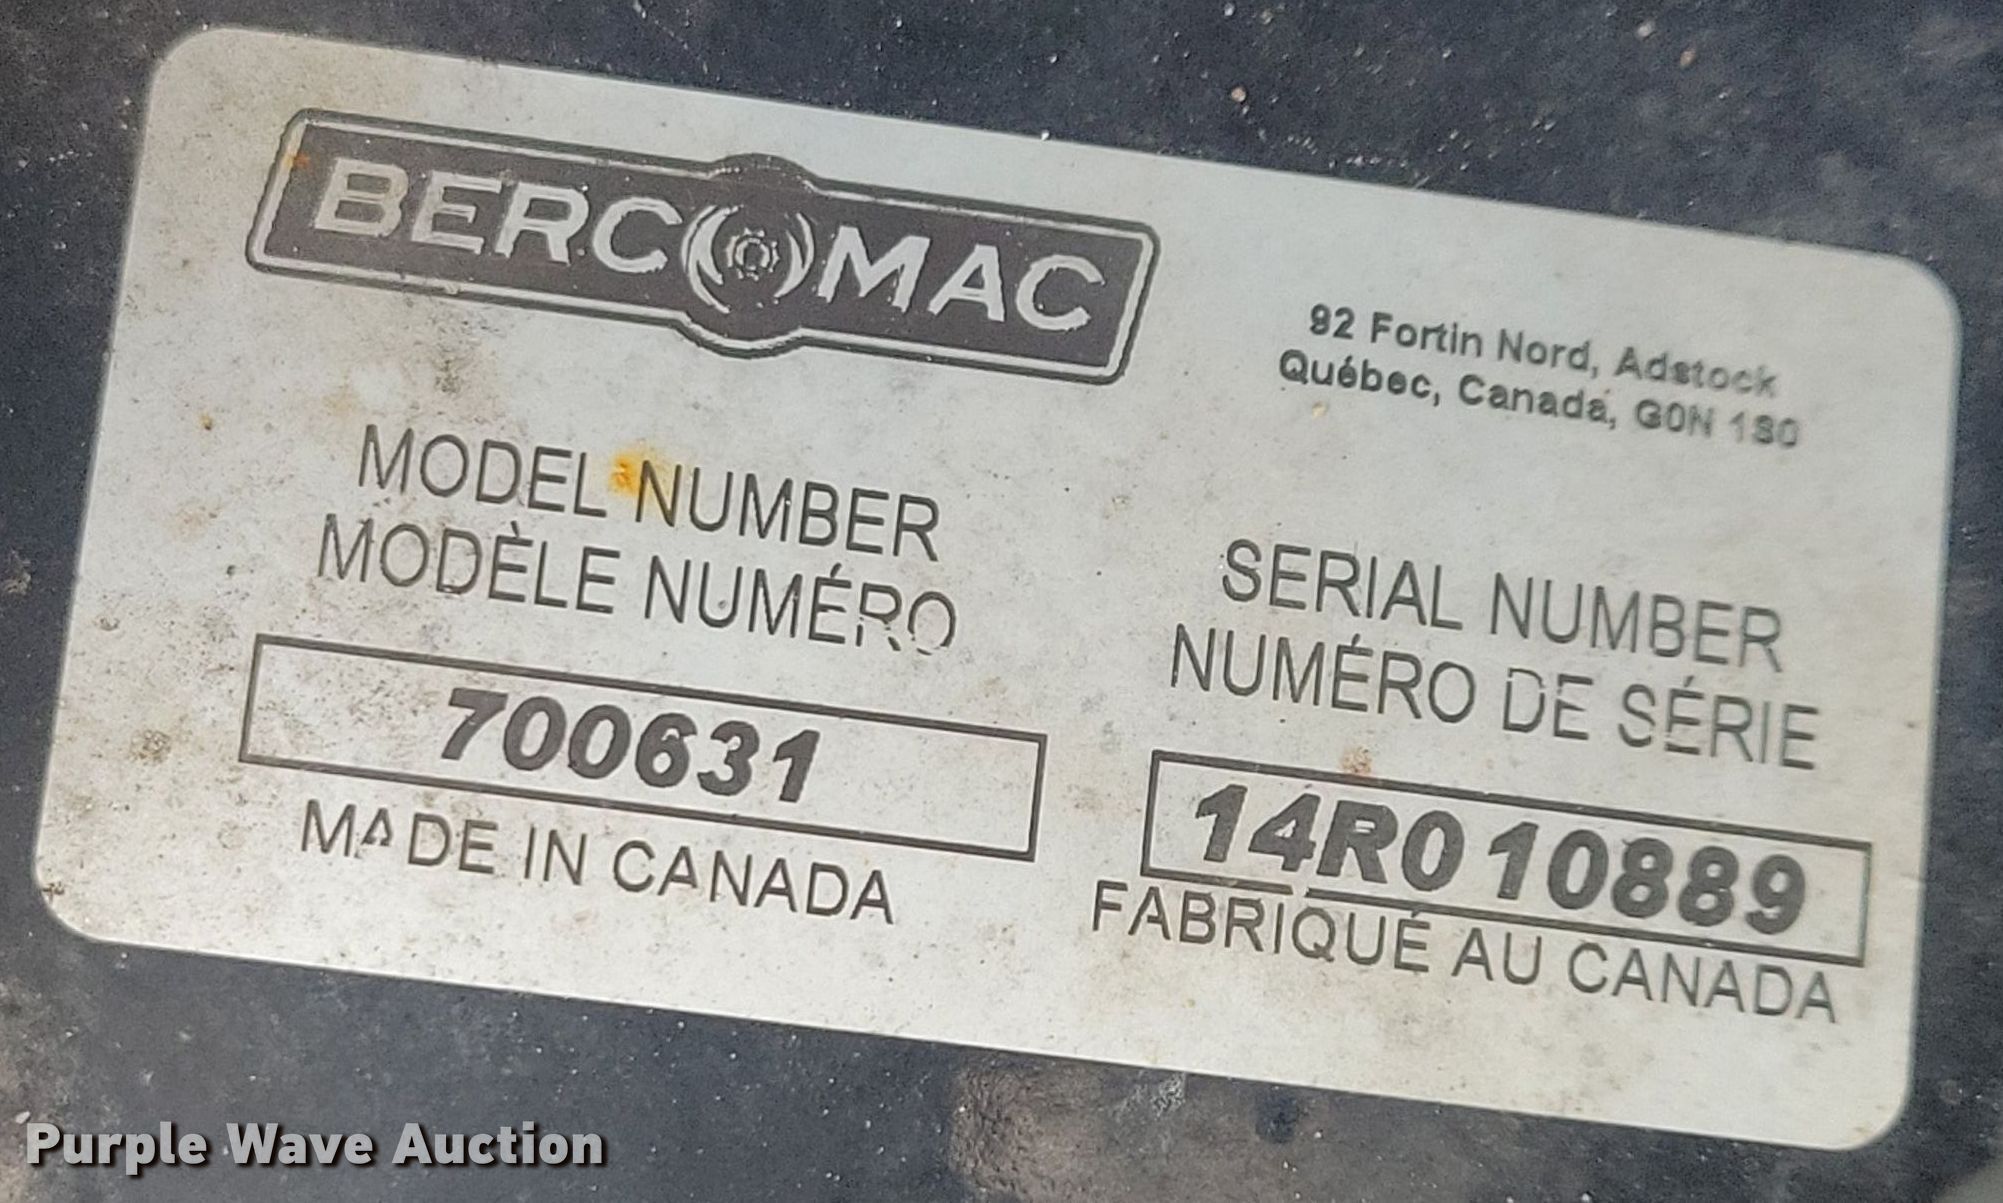 BERCOMAC
92 Fortin Nord, Adstock
Québec, Canada, G0N 1S0
MODEL NUMBER
MODÈLE NUMÉRO
700631
MADE IN CANADA
SERIAL NUMBER
NUMÉRO DE SÉRIE
14R010889
FABRIQUÉ AU CANADA
Purple Wave Auction